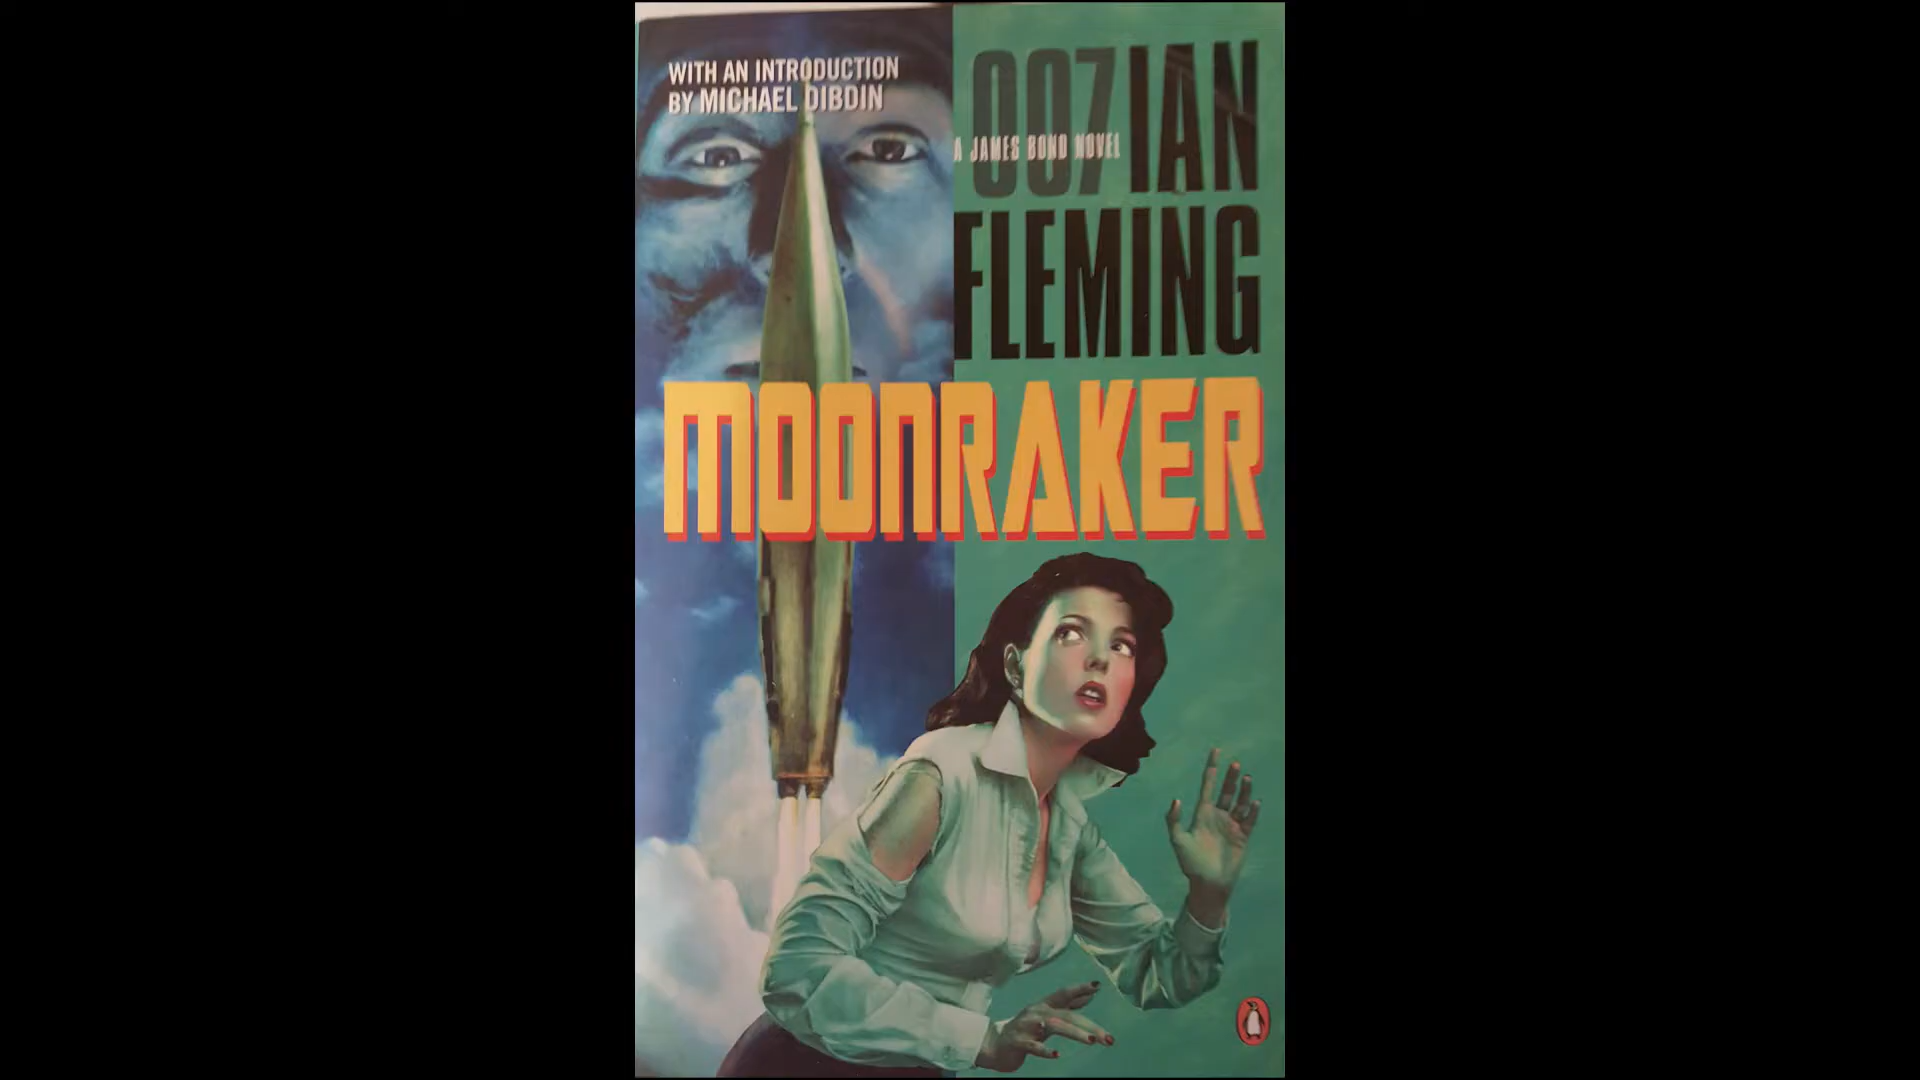 WITH AN INTRODUCTION
BY MICHAEL DIBDIN
007 IAN
A JAMES BOND NOVEL
FLEMING
MOONRAKER